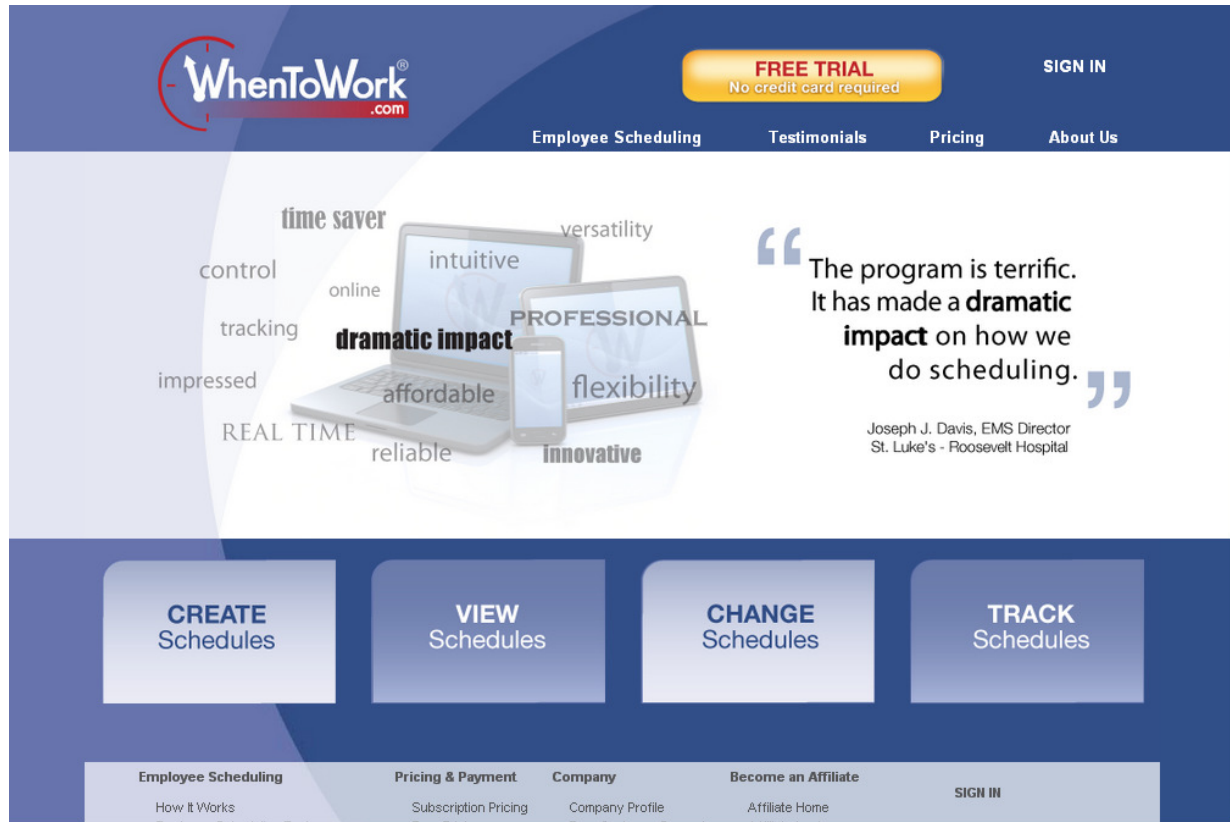 WhenToWork®
.com
FREE TRIAL
No credit card required
SIGN IN
Employee Scheduling Testimonials Pricing About Us
time saver
versatility
intuitive
control
online
PROFESSIONAL
tracking
dramatic impact
impressed
affordable
flexibility
REAL TIME
reliable
innovative
“ The program is terrific.
It has made a dramatic
impact on how we
do scheduling. ”
Joseph J. Davis, EMS Director
St. Luke's - Roosevelt Hospital
CREATE
Schedules
VIEW
Schedules
CHANGE
Schedules
TRACK
Schedules
Employee Scheduling Pricing & Payment Company Become an Affiliate
SIGN IN
How It Works Subscription Pricing Company Profile Affiliate Home